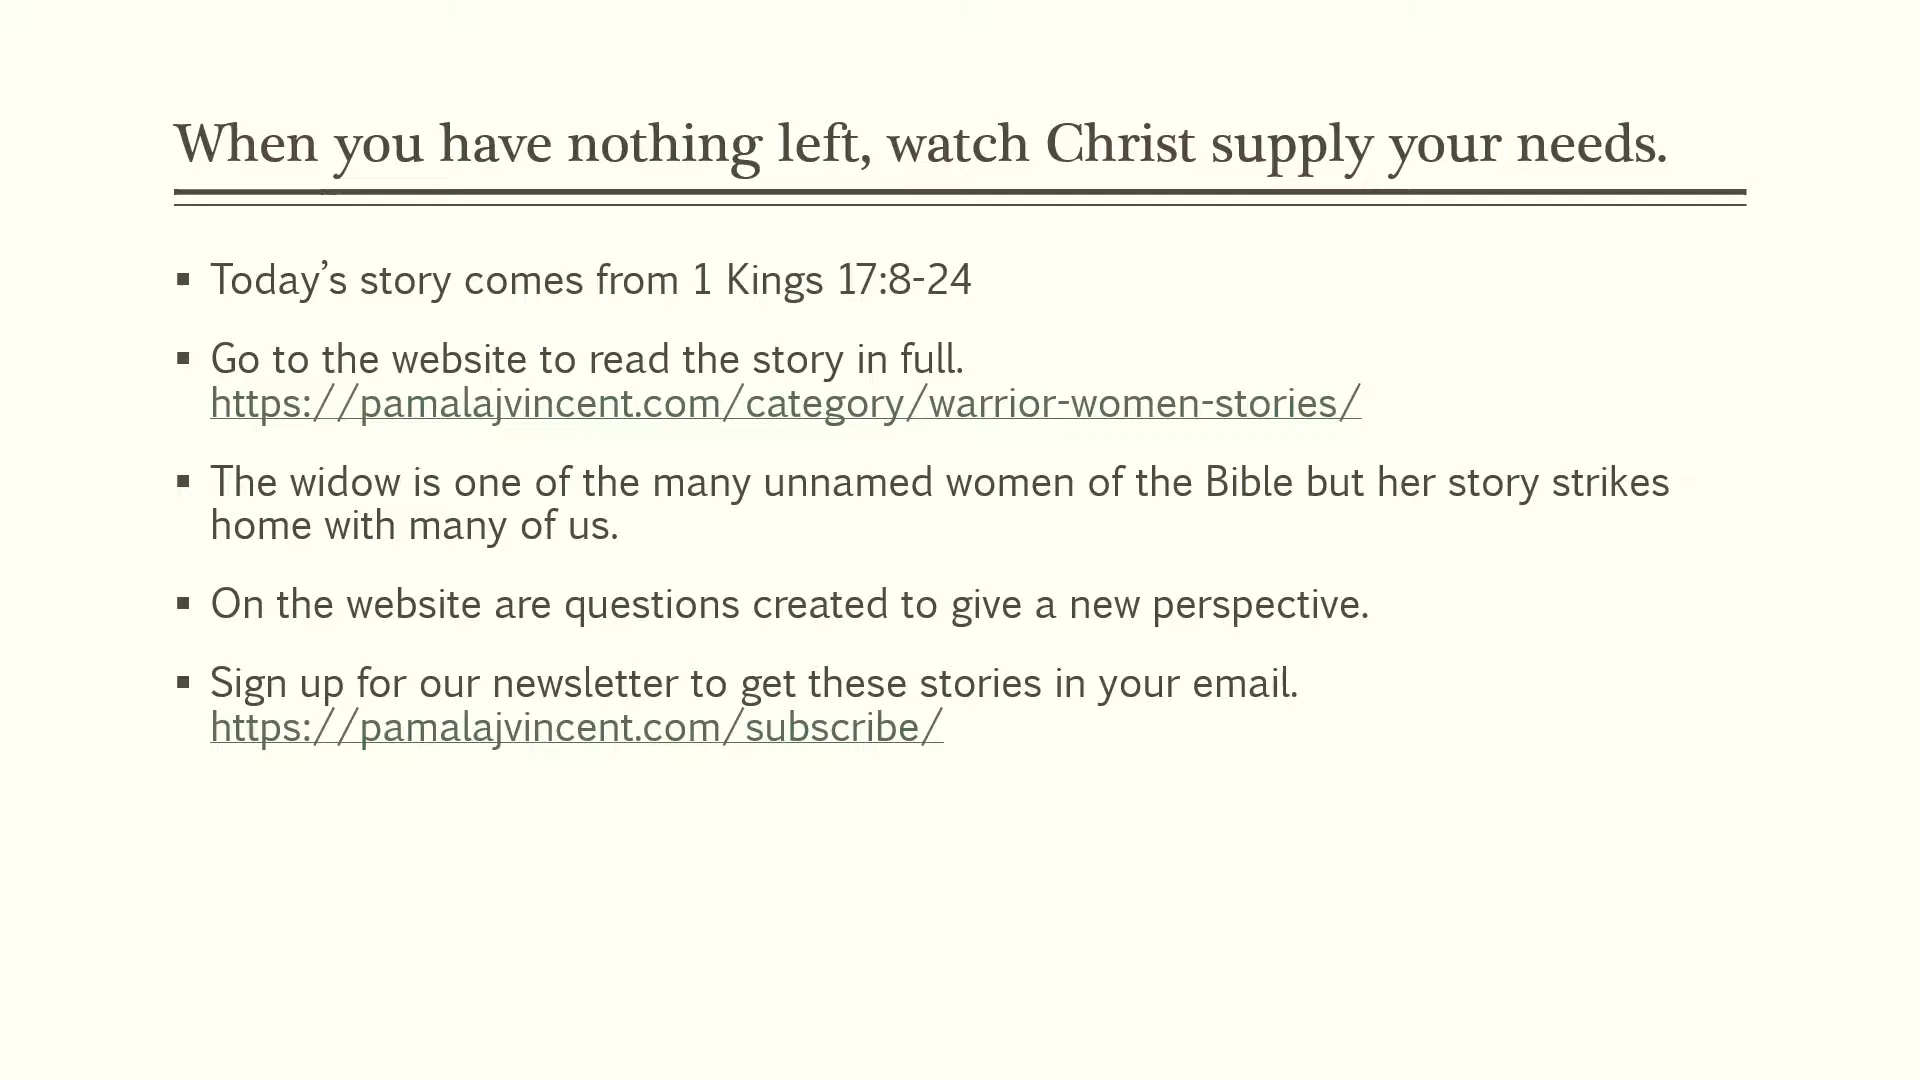 When you have nothing left, watch Christ supply your needs.
▪ Today’s story comes from 1 Kings 17:8-24
▪ Go to the website to read the story in full.
https://pamalajvincent.com/category/warrior-women-stories/
▪ The widow is one of the many unnamed women of the Bible but her story strikes
home with many of us.
▪ On the website are questions created to give a new perspective.
▪ Sign up for our newsletter to get these stories in your email.
https://pamalajvincent.com/subscribe/